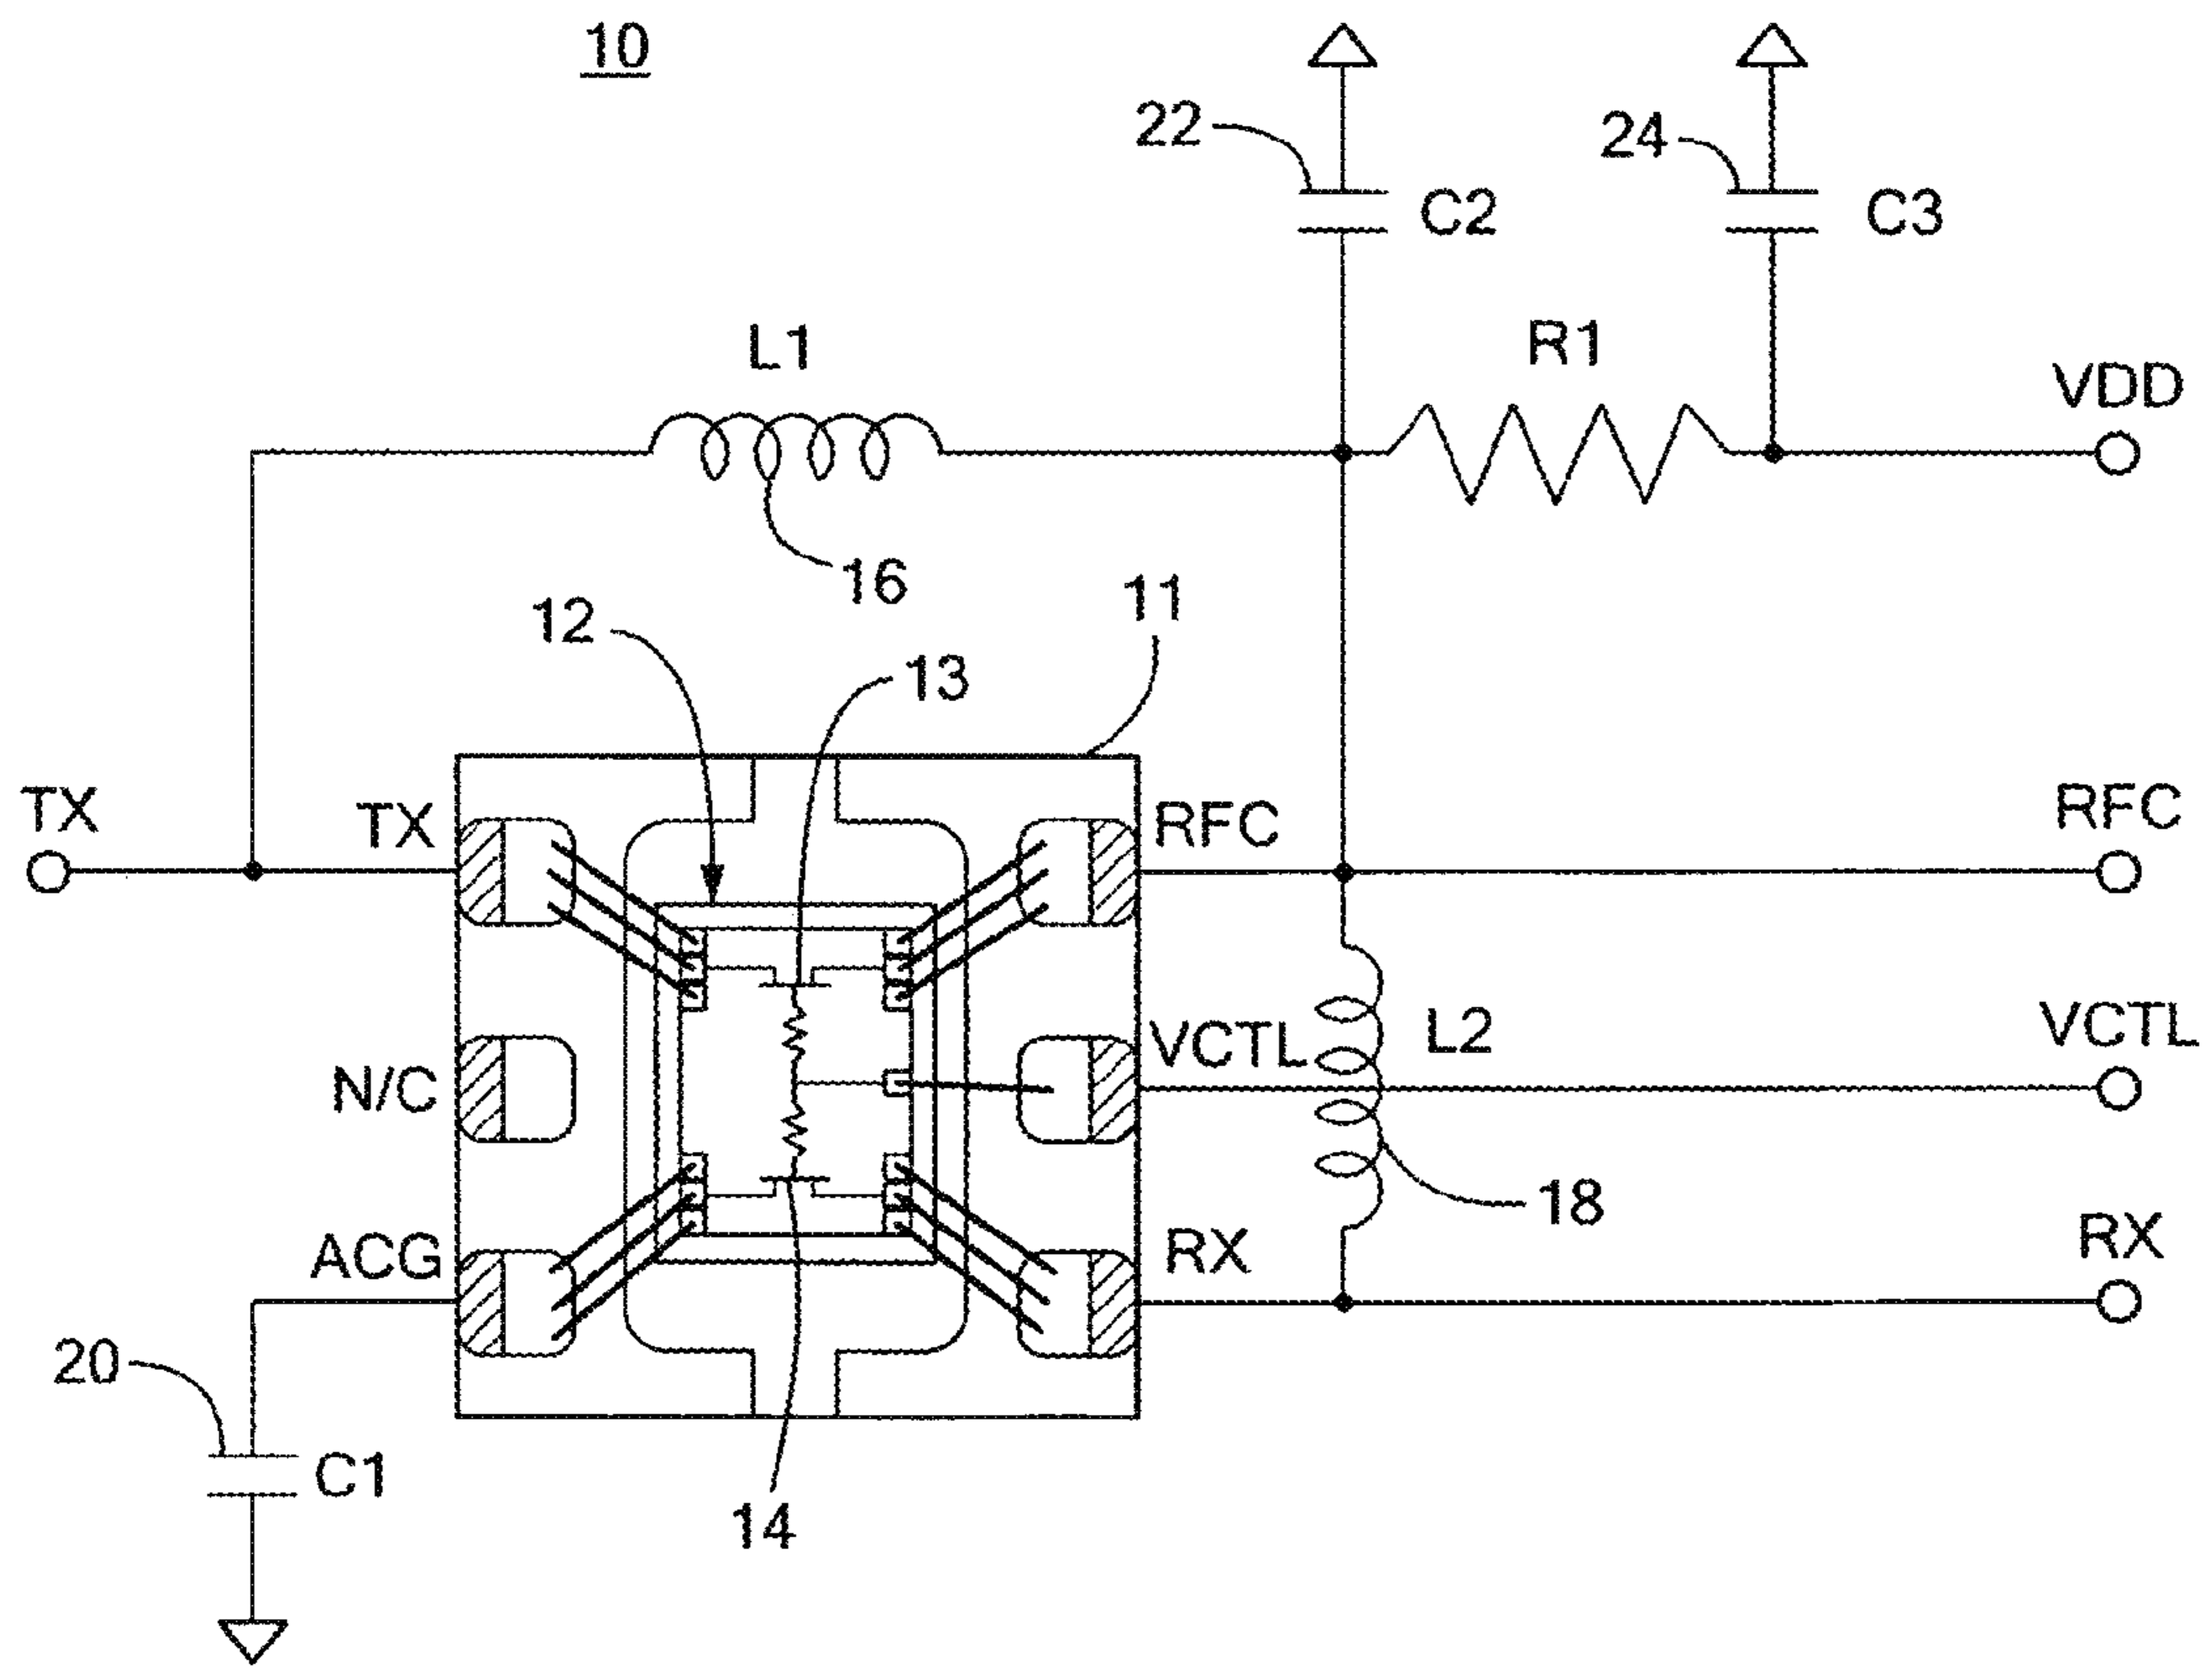 10
22
C2
24
C3
L1
R1
VDD
16
12
13
11
TX
TX
RFC
RFC
N/C
VCTL
L2
VCTL
18
ACG
RX
RX
20
C1
14